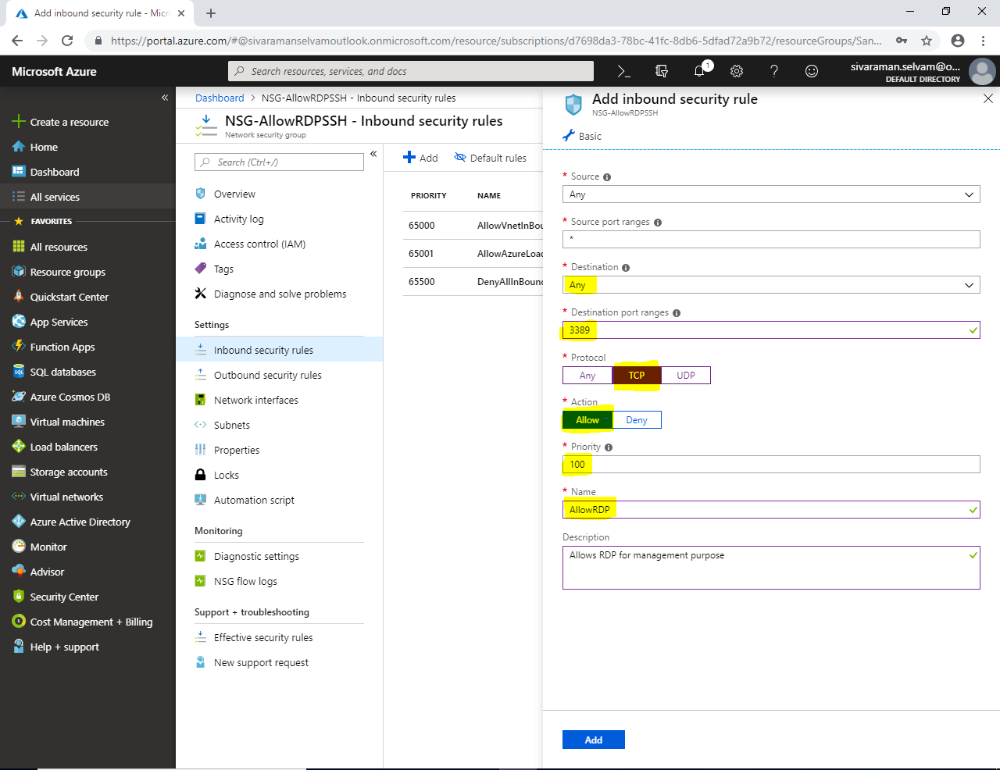 Add inbound security rule - Micr
https://portal.azure.com/#@sivaramanselvamoutlook.onmicrosoft.com/resource/subscriptions/d7698da3-78bc-41fc-8db6-5dfad72a9b72/resourceGroups/San...
Microsoft Azure
Search resources, services, and docs
1
sivaraman.selvam@o...
DEFAULT DIRECTORY
Create a resource
Home
Dashboard
All services
FAVORITES
All resources
Resource groups
Quickstart Center
App Services
Function Apps
SQL databases
Azure Cosmos DB
Virtual machines
Load balancers
Storage accounts
Virtual networks
Azure Active Directory
Monitor
Advisor
Security Center
Cost Management + Billing
Help + support
Dashboard > NSG-AllowRDPSSH - Inbound security rules
NSG-AllowRDPSSH - Inbound security rules
Network security group
Search (Ctrl+/)
Overview
Activity log
Access control (IAM)
Tags
Diagnose and solve problems
Settings
Inbound security rules
Outbound security rules
Network interfaces
Subnets
Properties
Locks
Automation script
Monitoring
Diagnostic settings
NSG flow logs
Support + troubleshooting
Effective security rules
New support request
Add Default rules
PRIORITY NAME
65000 AllowVnetInBou
65001 AllowAzureLoad
65500 DenyAllInBound
Add inbound security rule
NSG-AllowRDPSSH
Basic
* Source
Any
* Source port ranges
*
* Destination
Any
* Destination port ranges
3389
* Protocol
Any TCP UDP
* Action
Allow Deny
* Priority
100
* Name
AllowRDP
Description
Allows RDP for management purpose
Add